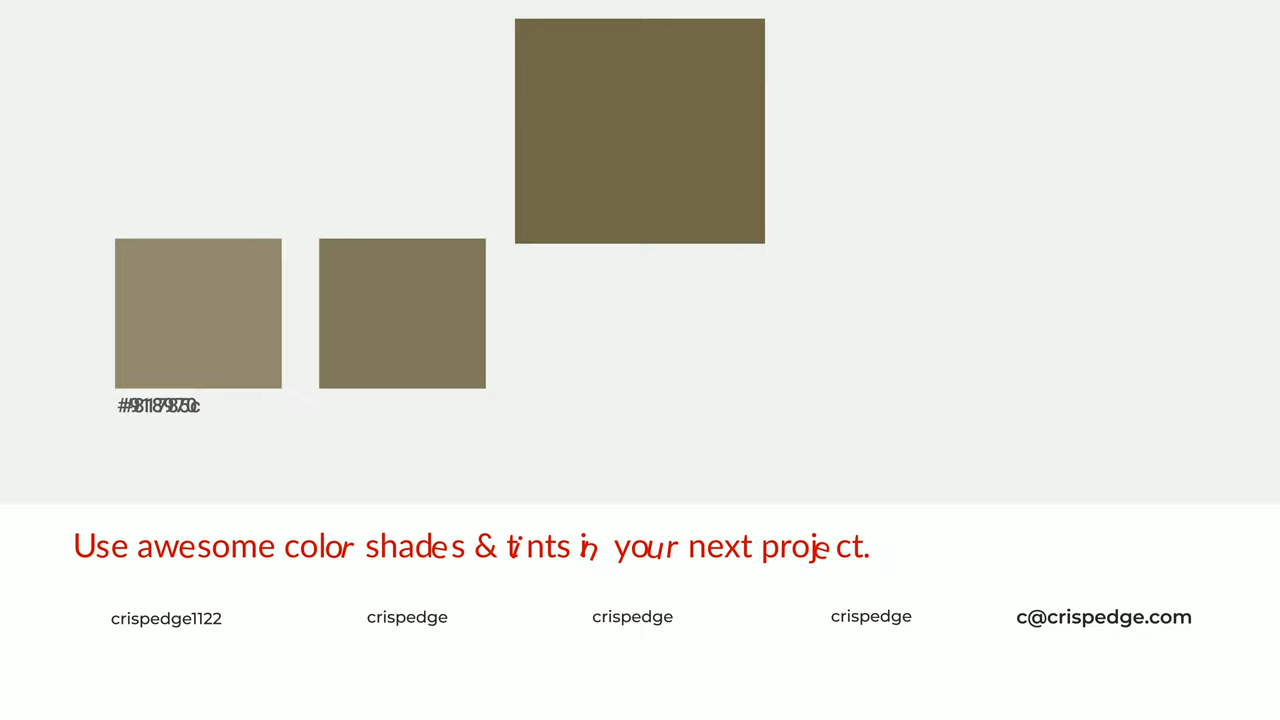 Use awesome color shades & tints in your next project.
crispedge1122 crispedge crispedge crispedge c@crispedge.com